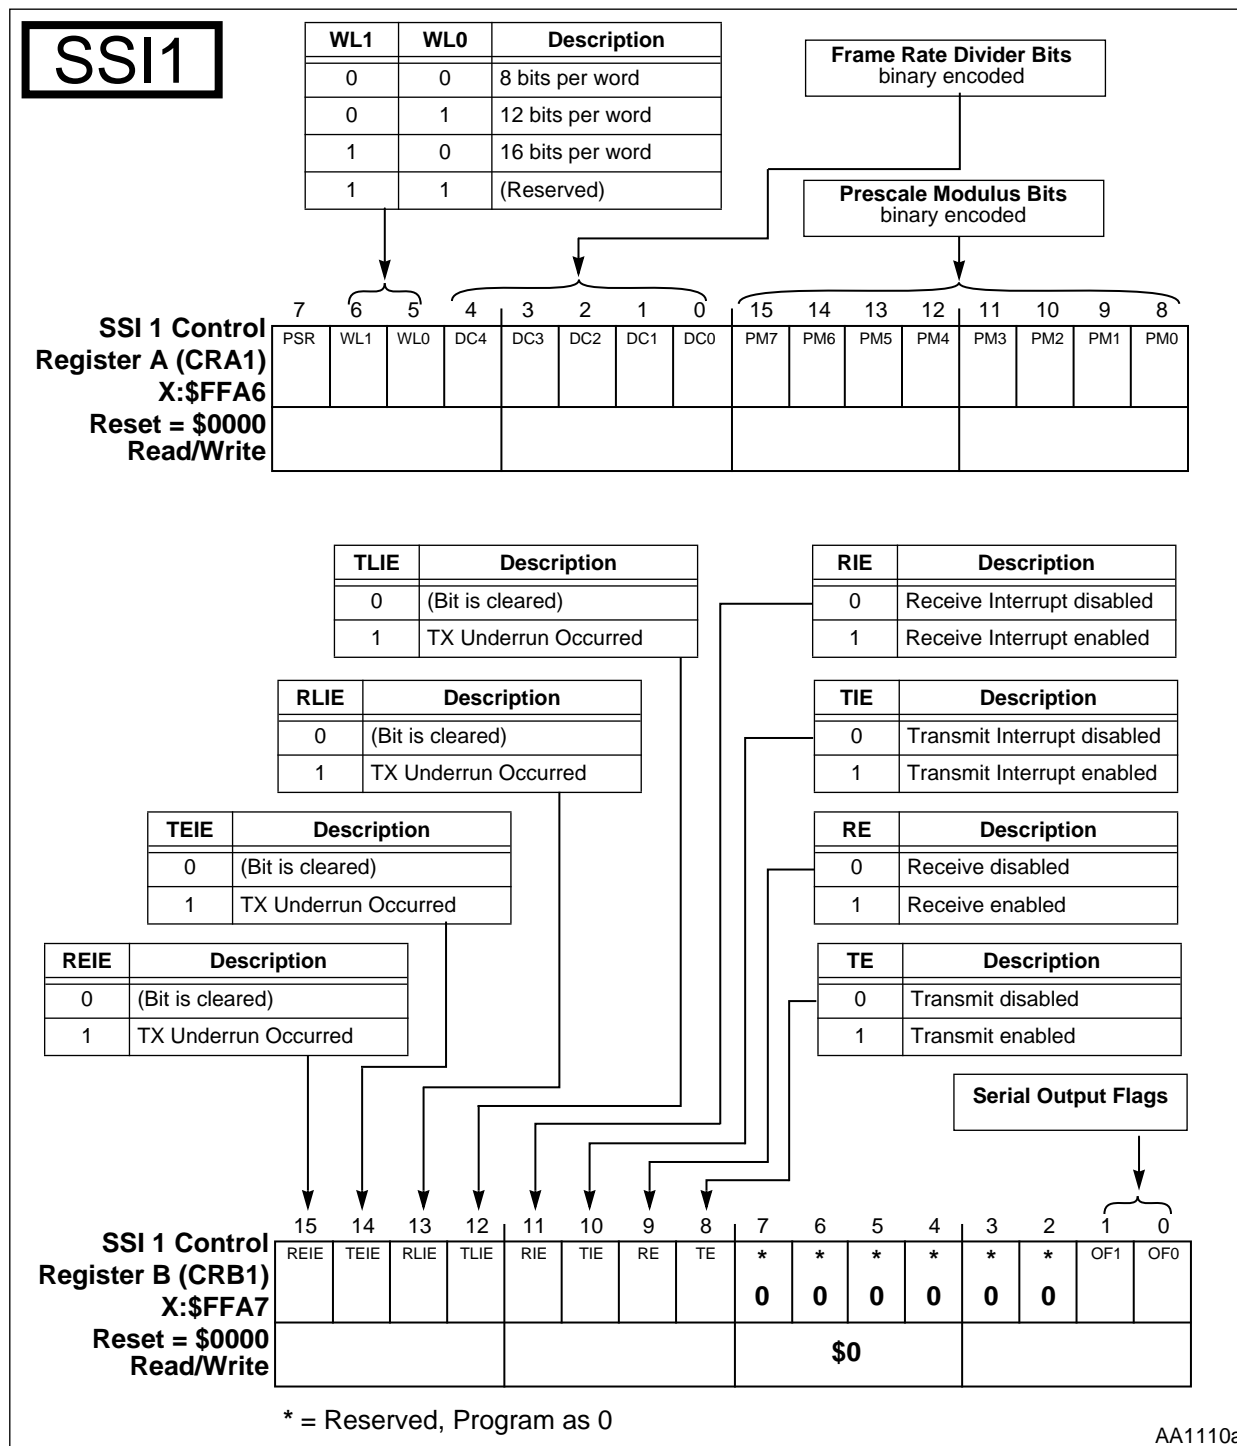 SSI1
WL1 WL0 Description
0 0 8 bits per word
0 1 12 bits per word
1 0 16 bits per word
1 1 (Reserved)
Frame Rate Divider Bits
binary encoded
Prescale Modulus Bits
binary encoded
7 6 5 4 3 2 1 0 15 14 13 12 11 10 9 8
SSI 1 Control
Register A (CRA1)
X:$FFA6
Reset = $0000
Read/Write
PSR WL1 WL0 DC4 DC3 DC2 DC1 DC0 PM7 PM6 PM5 PM4 PM3 PM2 PM1 PM0
TLIE Description
0 (Bit is cleared)
1 TX Underrun Occurred
RIE Description
0 Receive Interrupt disabled
1 Receive Interrupt enabled
RLIE Description
0 (Bit is cleared)
1 TX Underrun Occurred
TIE Description
0 Transmit Interrupt disabled
1 Transmit Interrupt enabled
TEIE Description
0 (Bit is cleared)
1 TX Underrun Occurred
RE Description
0 Receive disabled
1 Receive enabled
REIE Description
0 (Bit is cleared)
1 TX Underrun Occurred
TE Description
0 Transmit disabled
1 Transmit enabled
Serial Output Flags
15 14 13 12 11 10 9 8 7 6 5 4 3 2 1 0
SSI 1 Control
Register B (CRB1)
X:$FFA7
Reset = $0000
Read/Write
REIE TEIE RLIE TLIE RIE TIE RE TE * * * * * * OF1 OF0
0 0 0 0 0 0
$0
* = Reserved, Program as 0
AA1110a